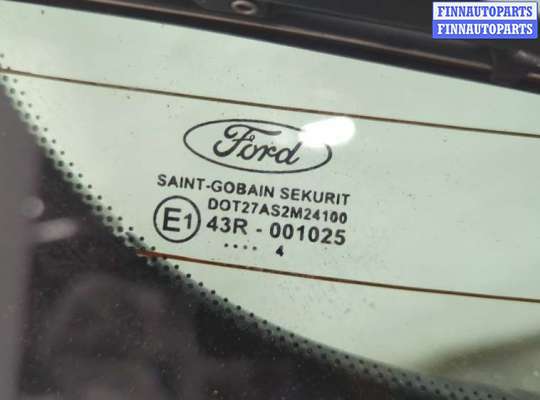 FINNAUTOPARTS
FINNAUTOPARTS
Ford
SAINT-GOBAIN SEKURIT
DOT27AS2M24100
E1 43R - 001025
.... 4